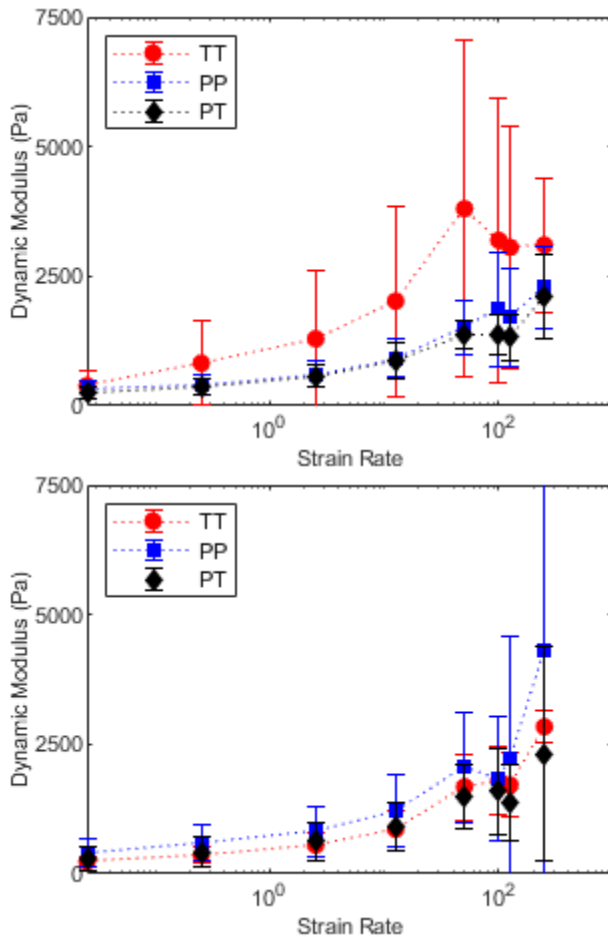 7500
5000
2500
0
Dynamic Modulus (Pa)
TT
PP
PT
10^0
10^2
Strain Rate
7500
5000
2500
0
Dynamic Modulus (Pa)
TT
PP
PT
10^0
10^2
Strain Rate